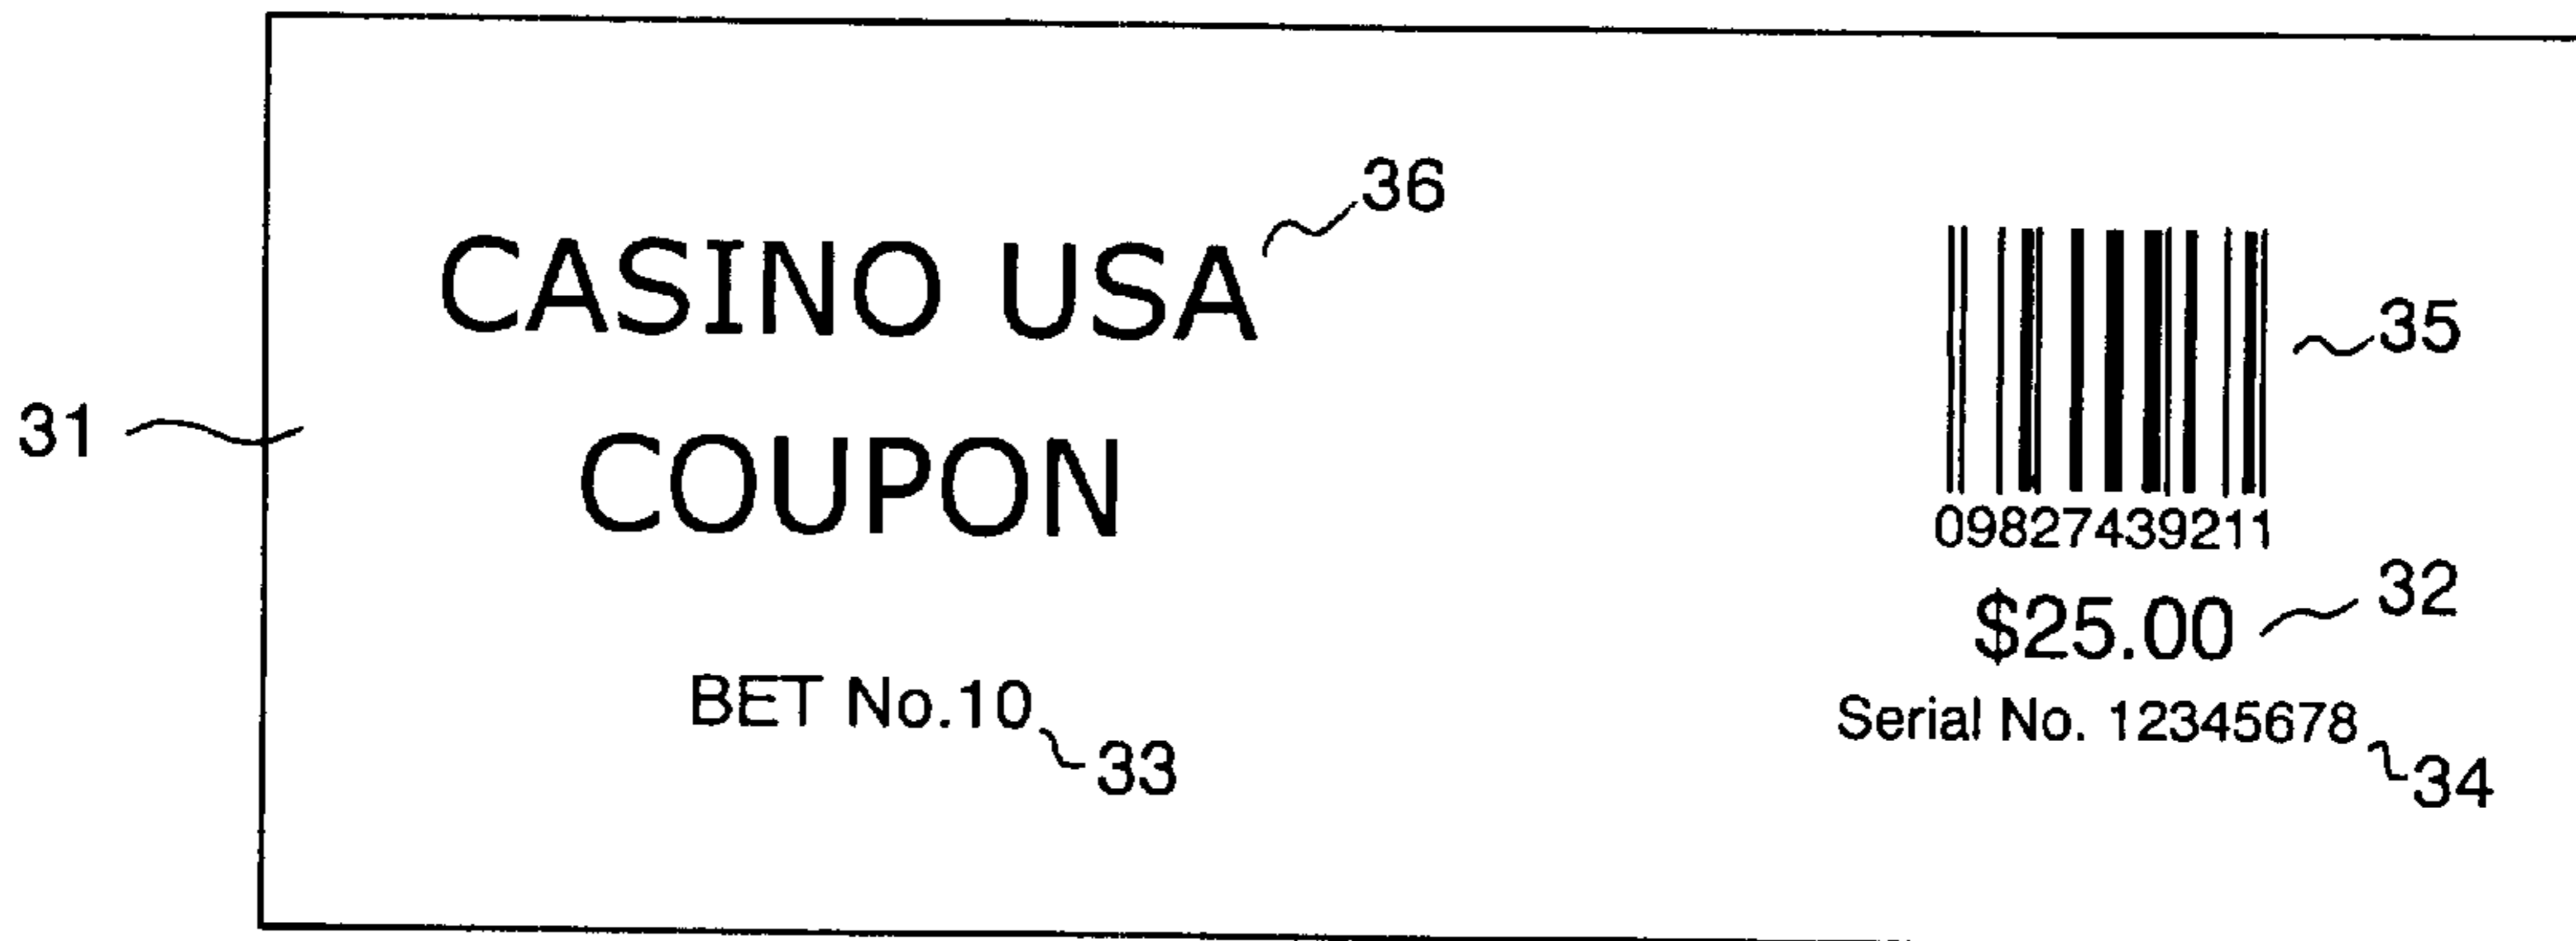 36
CASINO USA
35
31
COUPON
09827439211
32
$25.00
BET No.10
Serial No. 12345678
33
34